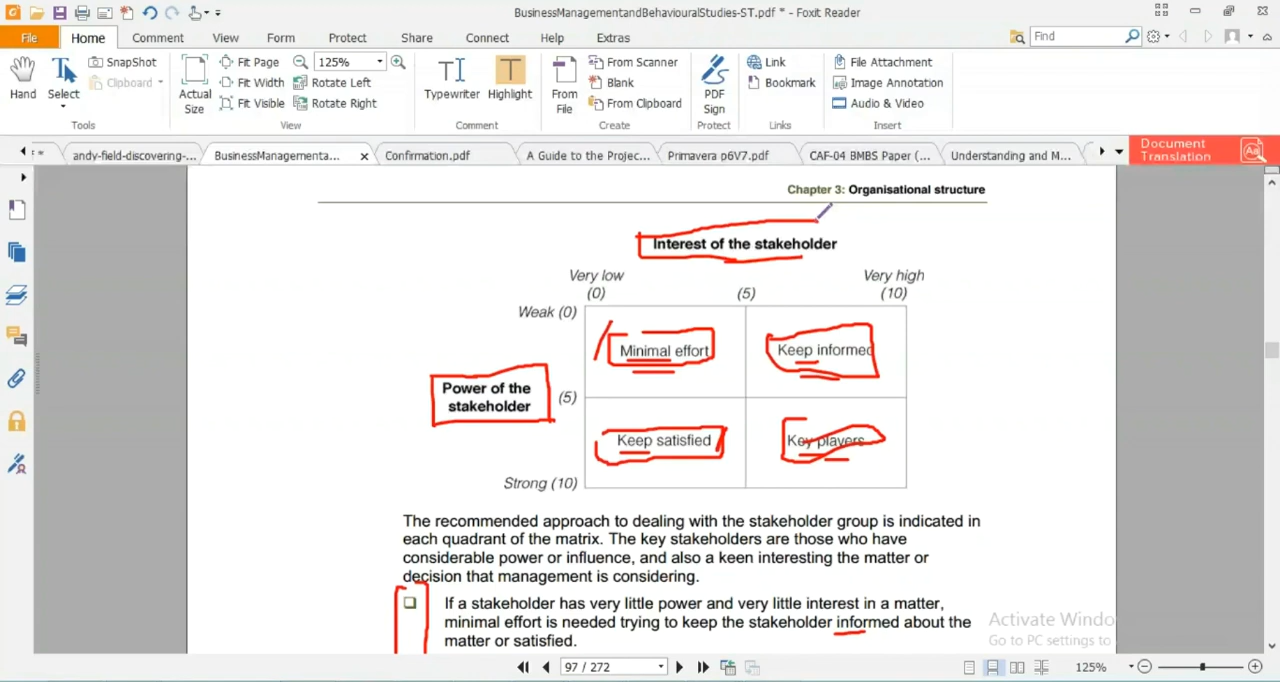 BusinessManagementandBehaviouralStudies-ST.pdf * - Foxit Reader
File Home Comment View Form Protect Share Connect Help Extras Find
SnapShot Fit Page 125% From Scanner Link File Attachment
Clipboard Fit Width Rotate Left Blank Bookmark Image Annotation
Hand Select Actual Size Fit Visible Rotate Right Typewriter Highlight From File From Clipboard PDF Sign Audio & Video
Tools View Comment Create Protect Links Insert
andy-field-discovering-... BusinessManagementa... Confirmation.pdf A Guide to the Projec... Primavera p6V7.pdf CAF-04 BMBS Paper (... Understanding and M... Document Translation
Chapter 3: Organisational structure
Interest of the stakeholder
Very low Very high
(0) (5) (10)
Weak (0)
Minimal effort Keep informed
Power of the stakeholder (5)
Keep satisfied Key players
Strong (10)
The recommended approach to dealing with the stakeholder group is indicated in
each quadrant of the matrix. The key stakeholders are those who have
considerable power or influence, and also a keen interesting the matter or
decision that management is considering.
If a stakeholder has very little power and very little interest in a matter,
minimal effort is needed trying to keep the stakeholder informed about the
matter or satisfied.
Activate Windo
Go to PC settings to
97 / 272 125%